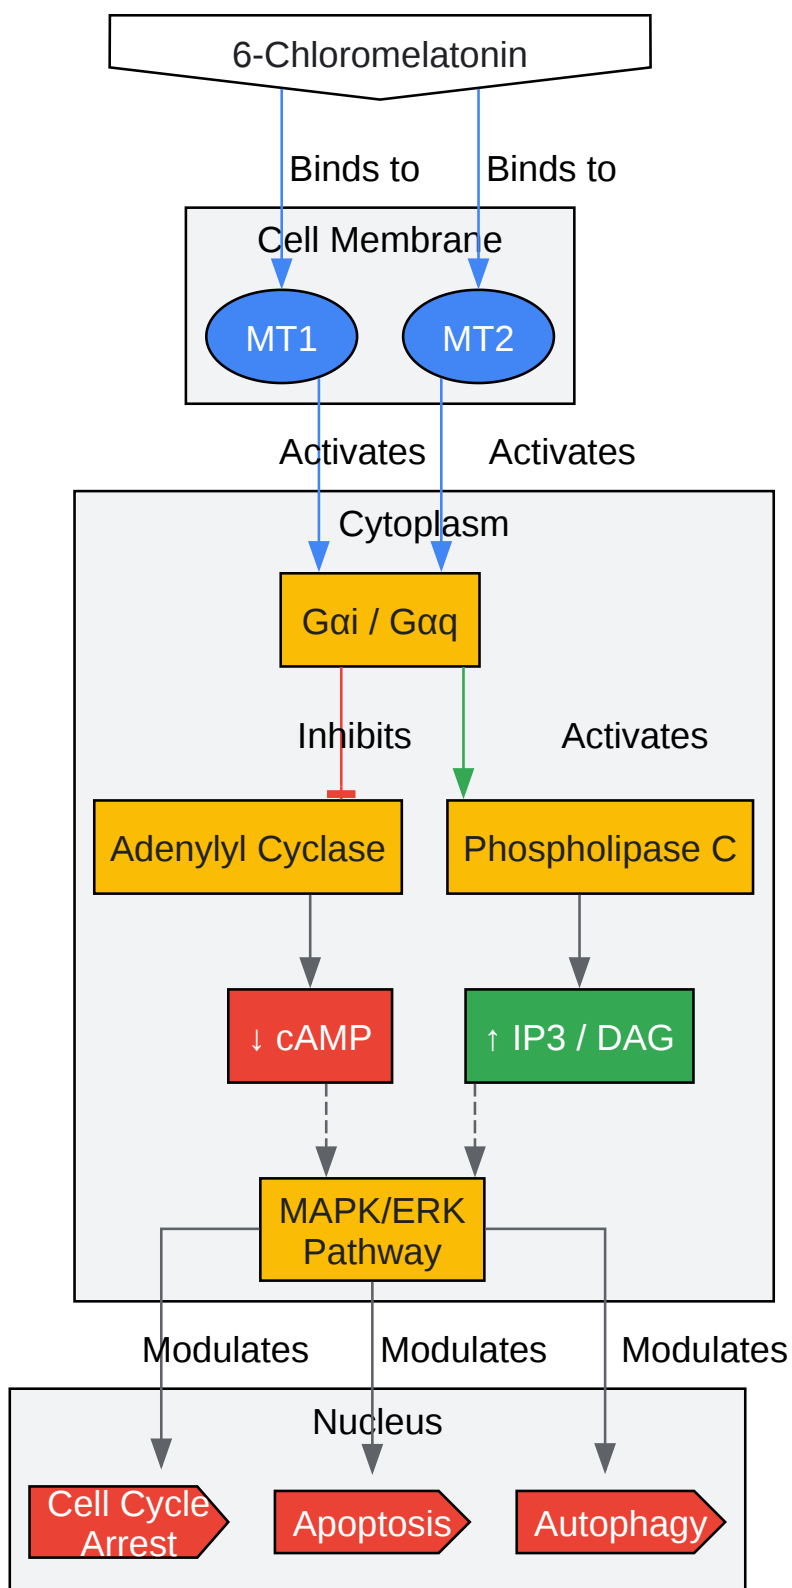 6-Chloromelatonin
Binds to
Binds to
Cell Membrane
MT1
MT2
Activates
Activates
Cytoplasm
Gαi / Gαq
Inhibits
Activates
Adenylyl Cyclase
Phospholipase C
↓ cAMP
↑ IP3 / DAG
MAPK/ERK
Pathway
Modulates
Modulates
Modulates
Nucleus
Cell Cycle
Arrest
Apoptosis
Autophagy